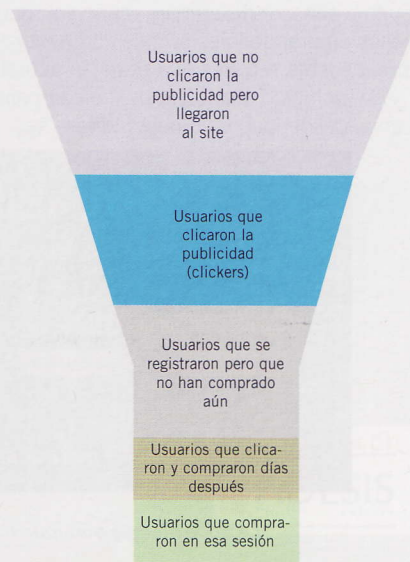 Usuarios que no
clicaron la
publicidad pero
llegaron
al site
Usuarios que
clicaron la
publicidad
(clickers)
Usuarios que se
registraron pero que
no han comprado
aún
Usuarios que clica-
ron y compraron días
después
Usuarios que compra-
ron en esa sesión